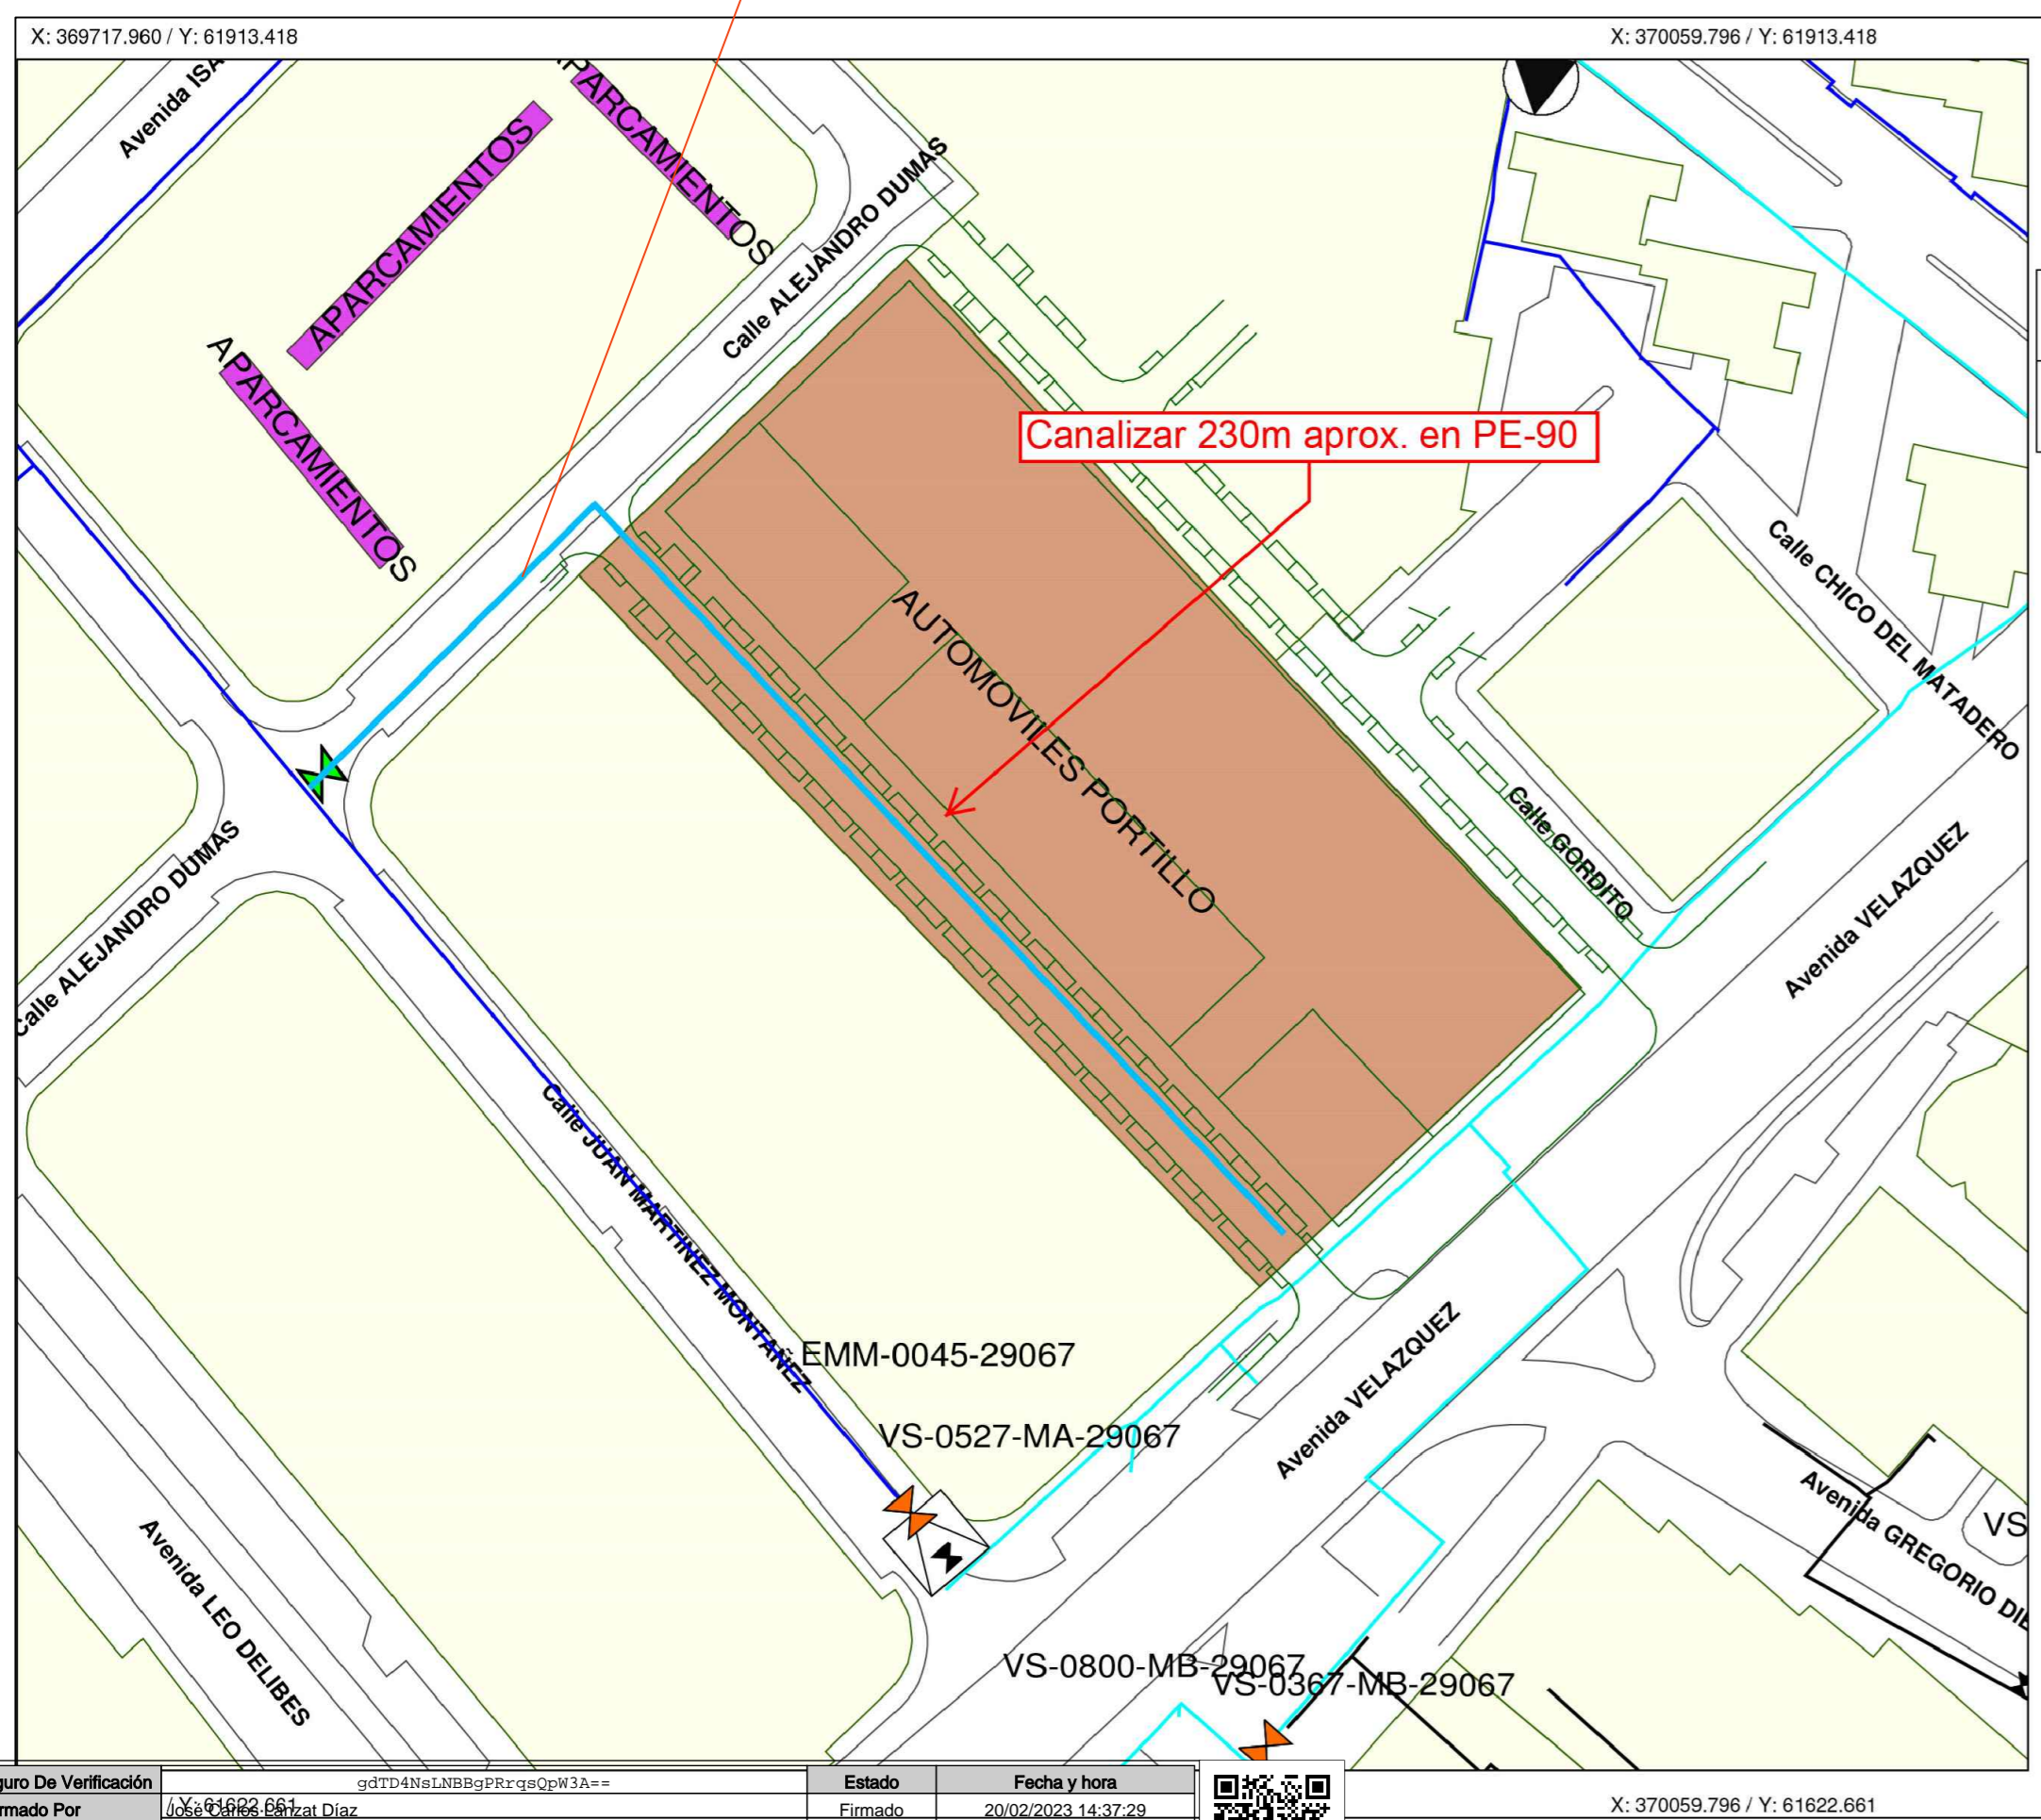 X: 369717.960 / Y: 61913.418
X: 370059.796 / Y: 61913.418
Avenida ISA
APARCAMIENTOS
APARCAMIENTOS
APARCAMIENTOS
Calle ALEJANDRO DUMAS
Canalizar 230m aprox. en PE-90
AUTOMOVILES PORTILLO
Calle CHICO DEL MATADERO
Calle GORDITO
Avenida VELAZQUEZ
Calle ALEJANDRO DUMAS
Calle JUAN MARTINEZ MONTAÑEZ
EMM-0045-29067
VS-0527-MA-29067
Avenida VELAZQUEZ
Avenida GREGORIO DIE
VS
Avenida LEO DELIBES
VS-0800-MB-29067
VS-0367-MB-29067
guro De Verificación
gdTD4NsLNBBgPRrqsQpW3A==
Estado
Fecha y hora
rmado Por
/ Y: 61622.661
José Carlos Lanzat Díaz
Firmado
20/02/2023 14:37:29
X: 370059.796 / Y: 61622.661